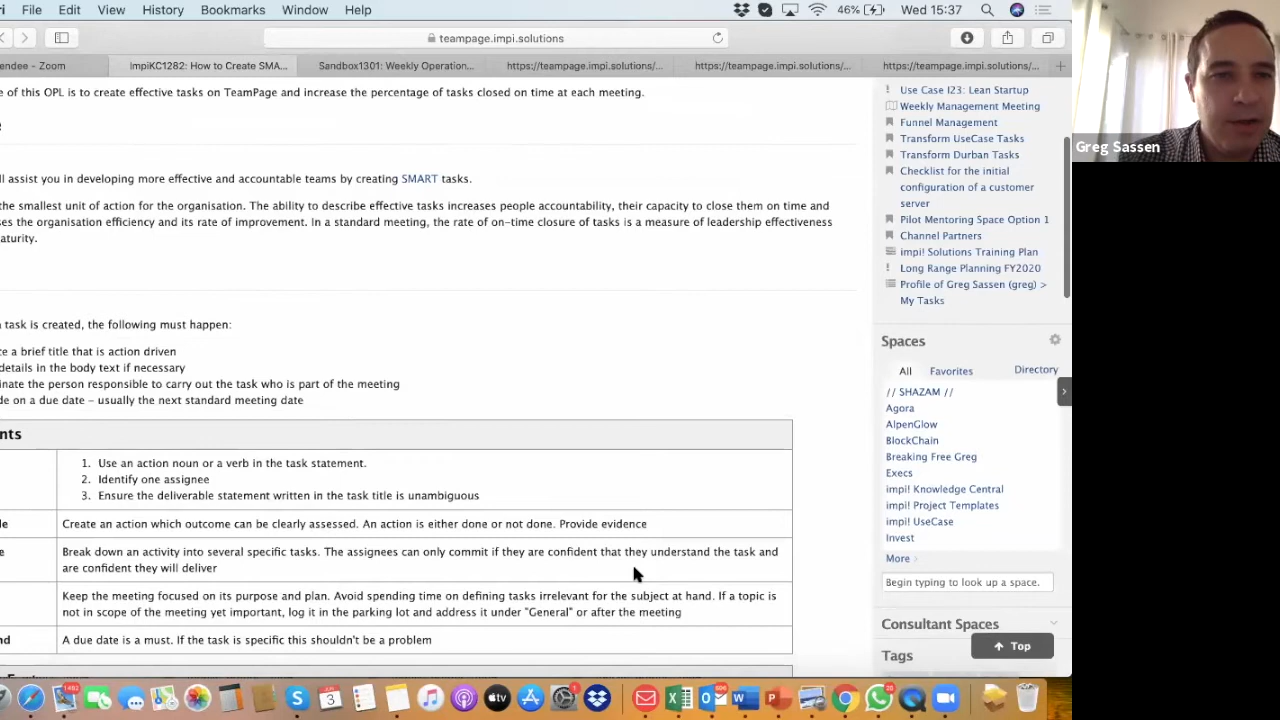 File Edit View History Bookmarks Window Help 46% Wed 15:37
teampage.impi.solutions
endee – Zoom
ImpiKC1282: How to Create SMA...
Sandbox1301: Weekly Operation...
https://teampage.impi.solutions/...
https://teampage.impi.solutions/...
https://teampage.impi.solutions/...
Greg Sassen
e of this OPL is to create effective tasks on TeamPage and increase the percentage of tasks closed on time at each meeting.
e
ll assist you in developing more effective and accountable teams by creating SMART tasks.
the smallest unit of action for the organisation. The ability to describe effective tasks increases people accountability, their capacity to close them on time and
ses the organisation efficiency and its rate of improvement. In a standard meeting, the rate of on-time closure of tasks is a measure of leadership effectiveness
aturity.
a task is created, the following must happen:
te a brief title that is action driven
details in the body text if necessary
inate the person responsible to carry out the task who is part of the meeting
de on a due date – usually the next standard meeting date
nts
1. Use an action noun or a verb in the task statement.
2. Identify one assignee
3. Ensure the deliverable statement written in the task title is unambiguous
le
Create an action which outcome can be clearly assessed. An action is either done or not done. Provide evidence
e
Break down an activity into several specific tasks. The assignees can only commit if they are confident that they understand the task and
are confident they will deliver
Keep the meeting focused on its purpose and plan. Avoid spending time on defining tasks irrelevant for the subject at hand. If a topic is
not in scope of the meeting yet important, log it in the parking lot and address it under "General" or after the meeting
nd
A due date is a must. If the task is specific this shouldn't be a problem
Use Case I23: Lean Startup
Weekly Management Meeting
Funnel Management
Transform UseCase Tasks
Transform Durban Tasks
Checklist for the initial
configuration of a customer
server
Pilot Mentoring Space Option 1
Channel Partners
impi! Solutions Training Plan
Long Range Planning FY2020
Profile of Greg Sassen (greg) >
My Tasks
Spaces
All Favorites Directory
// SHAZAM //
Agora
AlpenGlow
BlockChain
Breaking Free Greg
Execs
impi! Knowledge Central
impi! Project Templates
impi! UseCase
Invest
More
Begin typing to look up a space.
Consultant Spaces
Top
Tags